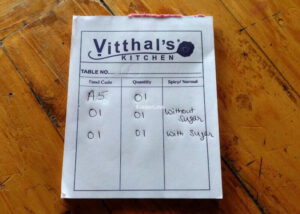 Vitthal's
KITCHEN
TABLE NO.
Food Code Quantity Spicy/ Normal
A5 01
01 01 Without Sugar
01 01 With Sugar